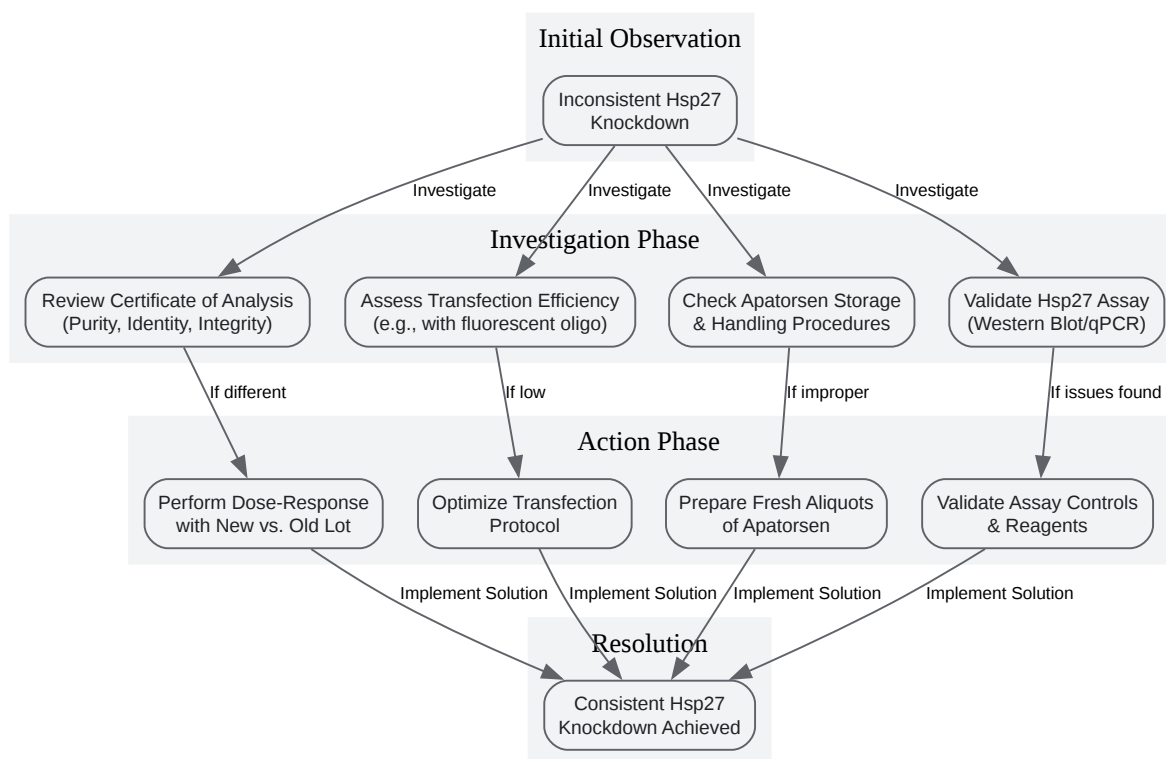 Initial Observation
Inconsistent Hsp27
Knockdown
Investigate
Investigate
Investigate
Investigate
Investigation Phase
Review Certificate of Analysis
(Purity, Identity, Integrity)
Assess Transfection Efficiency
(e.g., with fluorescent oligo)
Check Apatorsen Storage
& Handling Procedures
Validate Hsp27 Assay
(Western Blot/qPCR)
If different
If low
If improper
If issues found
Action Phase
Perform Dose-Response
with New vs. Old Lot
Optimize Transfection
Protocol
Prepare Fresh Aliquots
of Apatorsen
Validate Assay Controls
& Reagents
Implement Solution
Implement Solution
Implement Solution
Implement Solution
Resolution
Consistent Hsp27
Knockdown Achieved